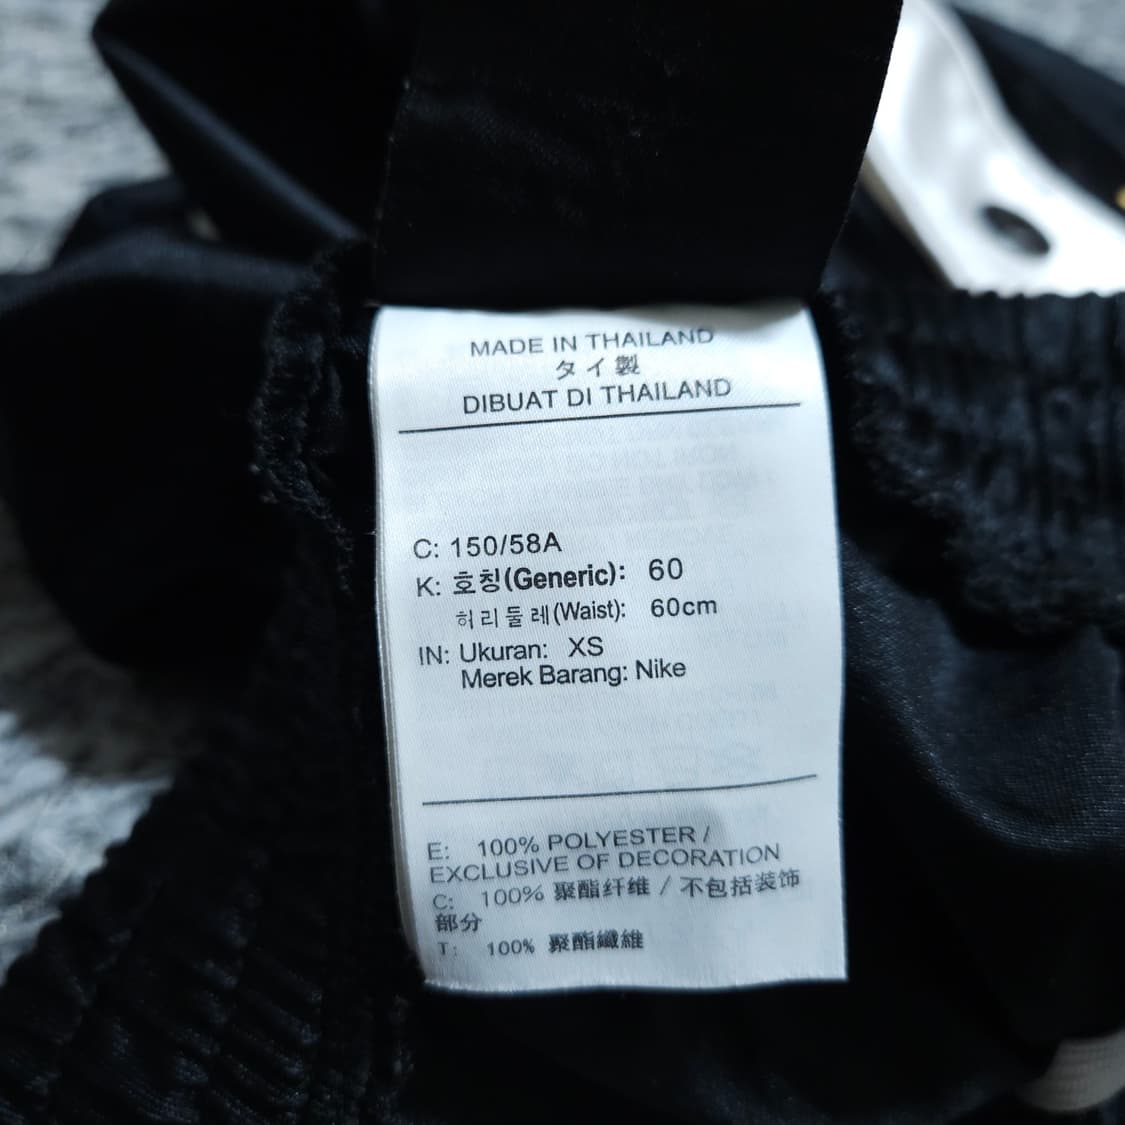 MADE IN THAILAND
タイ製
DIBUAT DI THAILAND
C: 150/58A
K: 호칭(Generic): 60
허리둘레(Waist): 60cm
IN: Ukuran: XS
Merek Barang: Nike
E: 100% POLYESTER /
EXCLUSIVE OF DECORATION
C: 100% 聚酯纤维 / 不包括装饰
部分
T: 100% 聚酯纖維